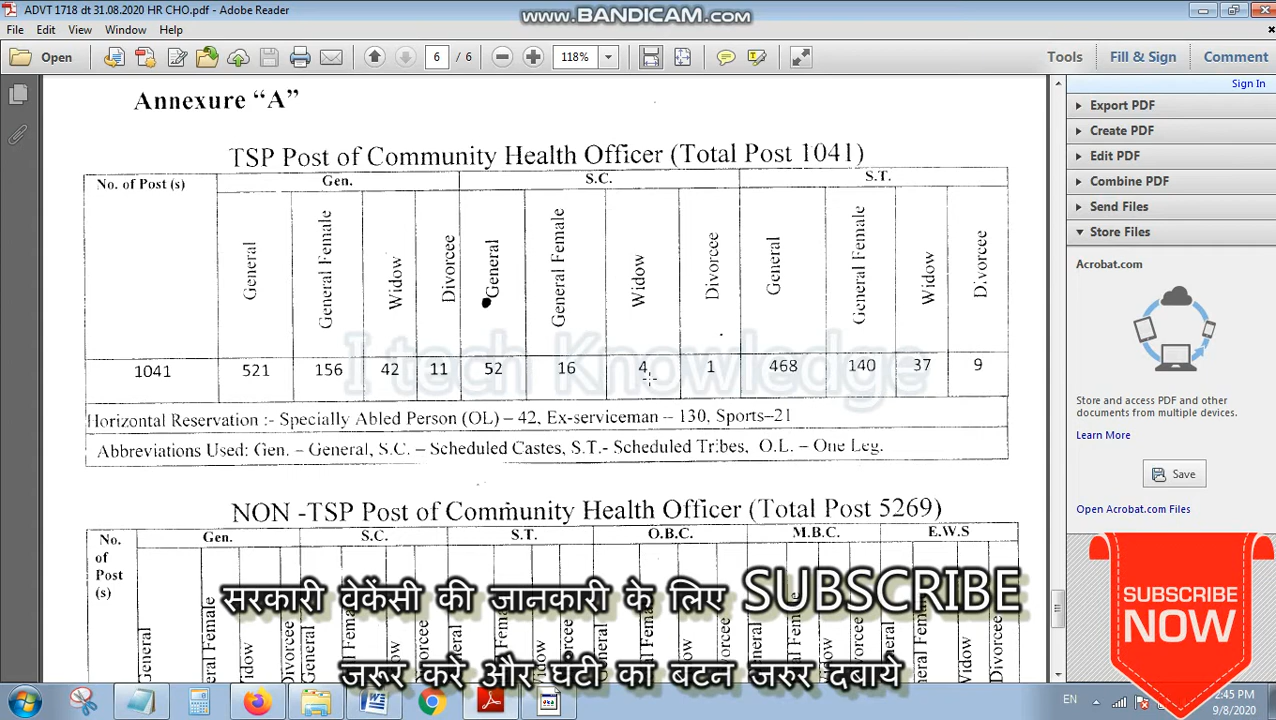 ADVT 1718 dt 31.08.2020 HR CHO.pdf - Adobe Reader
www.BANDICAM.com
File Edit View Window Help
Open 6 / 6 118% Tools Fill & Sign Comment
Sign In
Export PDF
Create PDF
Edit PDF
Combine PDF
Send Files
Store Files
Acrobat.com
Store and access PDF and other
documents from multiple devices.
Learn More
Save
Open Acrobat.com Files
Annexure “A”
TSP Post of Community Health Officer (Total Post 1041)
No. of Post (s) Gen. S.C. S.T.
General General Female Widow Divorcee General General Female Widow Divorcee General General Female Widow Divorcee
1041 521 156 42 11 52 16 4 1 468 140 37 9
I tech Knowledge
Horizontal Reservation :- Specially Abled Person (OL) – 42, Ex-serviceman – 130, Sports–21
Abbreviations Used: Gen. – General, S.C. – Scheduled Castes, S.T.- Scheduled Tribes, O.L. – One Leg.
NON -TSP Post of Community Health Officer (Total Post 5269)
No. of Post (s) Gen. S.C. S.T. O.B.C. M.B.C. E.W.S
सरकारी वेकेंसी की जानकारी के लिए SUBSCRIBE
जरूर करे और घंटी का बटन जरुर दबाये
SUBSCRIBE
NOW
EN 2:45 PM
9/8/2020